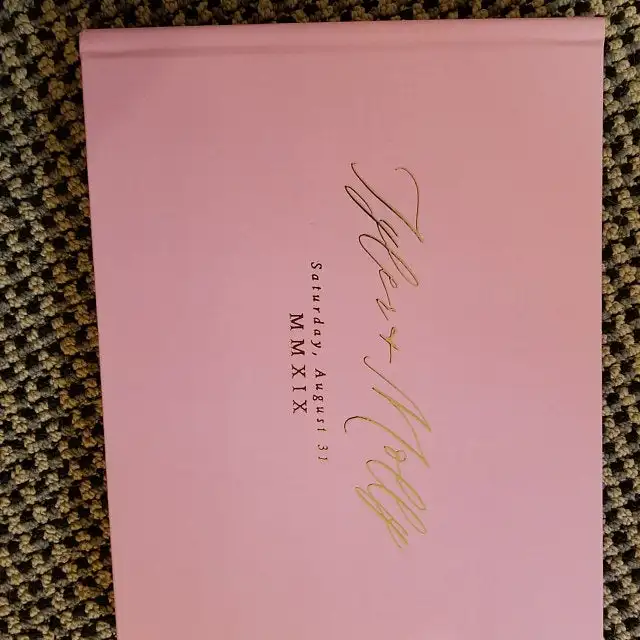 Tyler + Molly
Saturday, August 31
MMXIX